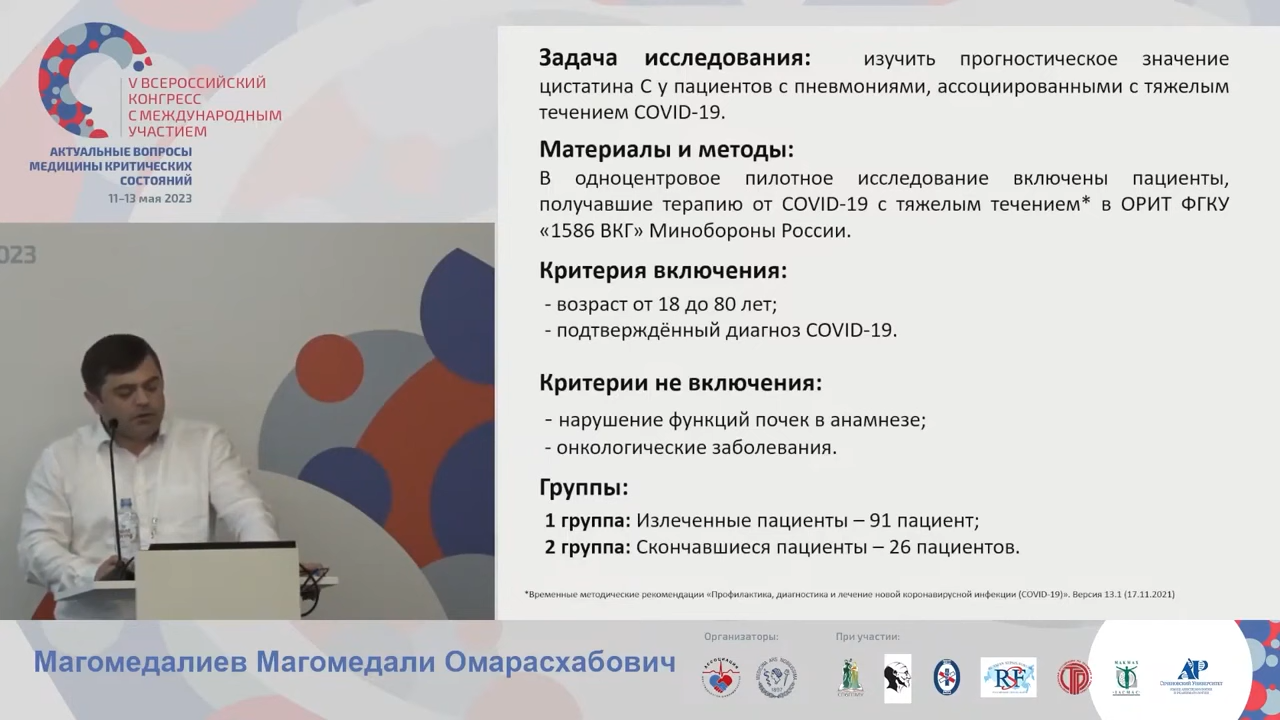 V ВСЕРОССИЙСКИЙ
КОНГРЕСС
С МЕЖДУНАРОДНЫМ
УЧАСТИЕМ
АКТУАЛЬНЫЕ ВОПРОСЫ
МЕДИЦИНЫ КРИТИЧЕСКИХ
СОСТОЯНИЙ
11–13 мая 2023
023
Задача исследования: изучить прогностическое значение
цистатина С у пациентов с пневмониями, ассоциированными с тяжелым
течением COVID-19.
Материалы и методы:
В одноцентровое пилотное исследование включены пациенты,
получавшие терапию от COVID-19 с тяжелым течением* в ОРИТ ФГКУ
«1586 ВКГ» Минобороны России.
Критерия включения:
- возраст от 18 до 80 лет;
- подтверждённый диагноз COVID-19.
Критерии не включения:
- нарушение функций почек в анамнезе;
- онкологические заболевания.
Группы:
1 группа: Излеченные пациенты – 91 пациент;
2 группа: Скончавшиеся пациенты – 26 пациентов.
*Временные методические рекомендации «Профилактика, диагностика и лечение новой коронавирусной инфекции (COVID-19)». Версия 13.1 (17.11.2021)
Магомедалиев Магомедали Омарасхабович
Организаторы:
При участии:
Сеченовский Университет